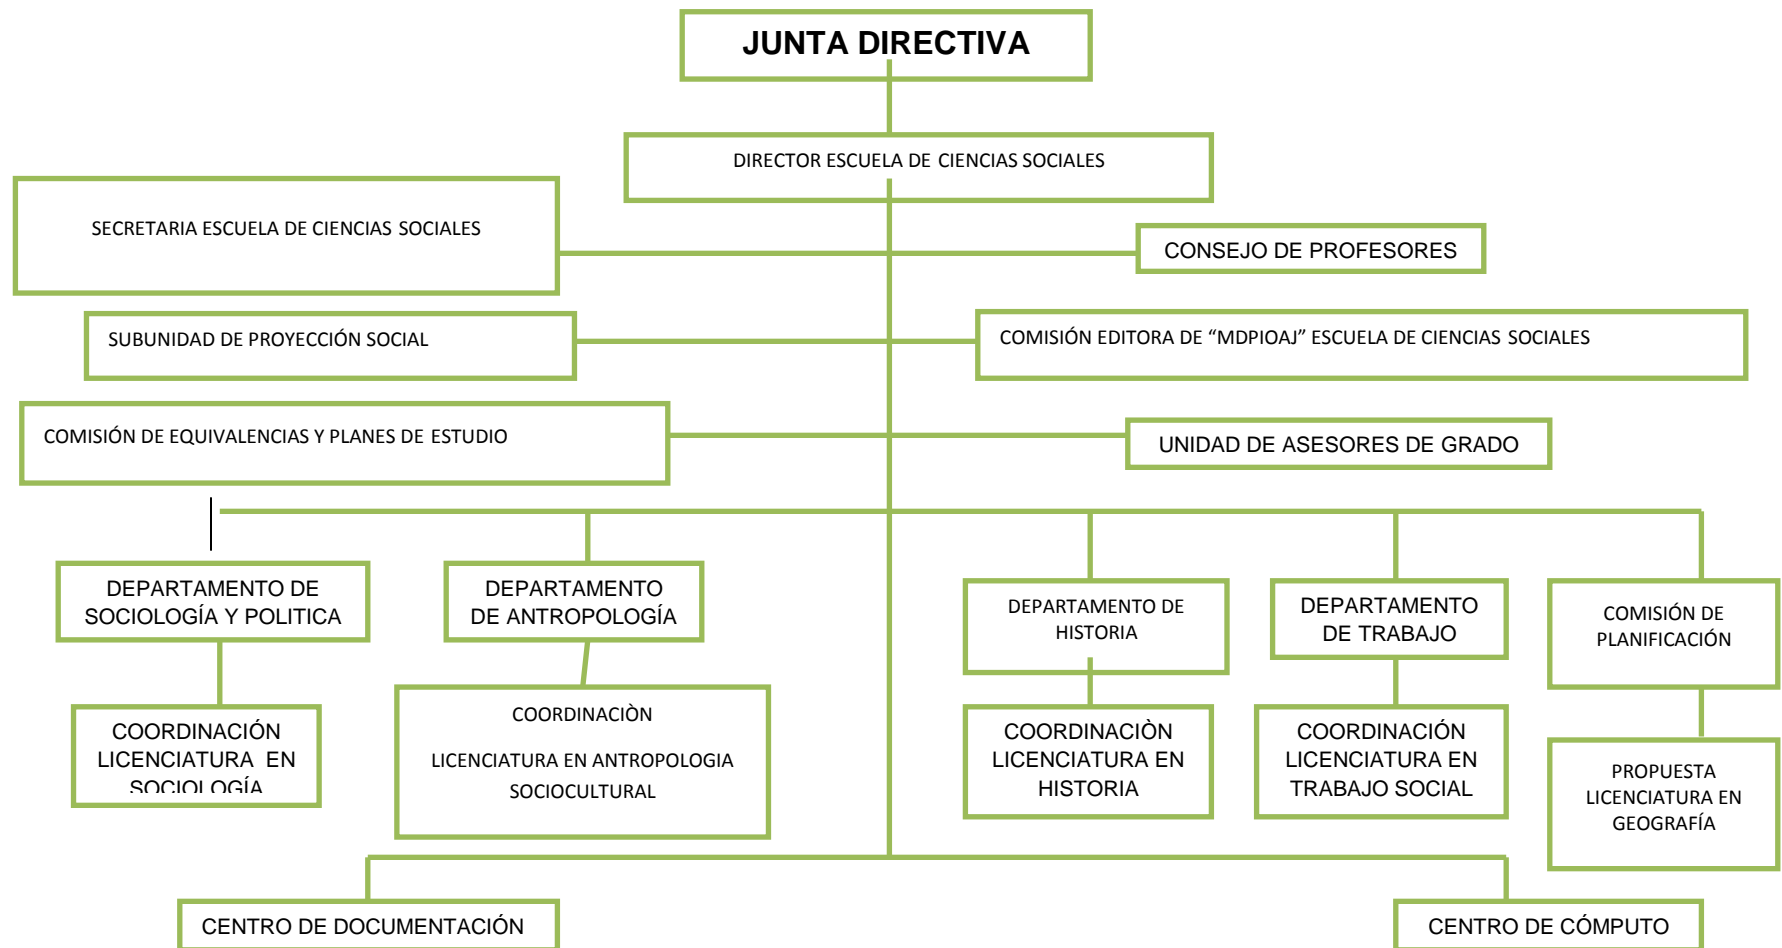 JUNTA DIRECTIVA
DIRECTOR ESCUELA DE CIENCIAS SOCIALES
SECRETARIA ESCUELA DE CIENCIAS SOCIALES
CONSEJO DE PROFESORES
SUBUNIDAD DE PROYECCIÓN SOCIAL
COMISIÓN EDITORA DE “MDPIOAJ” ESCUELA DE CIENCIAS SOCIALES
COMISIÓN DE EQUIVALENCIAS Y PLANES DE ESTUDIO
UNIDAD DE ASESORES DE GRADO
DEPARTAMENTO DE
SOCIOLOGÍA Y POLITICA
DEPARTAMENTO
DE ANTROPOLOGÍA
DEPARTAMENTO DE
HISTORIA
DEPARTAMENTO
DE TRABAJO
COMISIÓN DE
PLANIFICACIÓN
COORDINACIÓN
LICENCIATURA EN
SOCIOLOGÍA
COORDINACIÒN
LICENCIATURA EN ANTROPOLOGIA
SOCIOCULTURAL
COORDINACIÒN
LICENCIATURA EN
HISTORIA
COORDINACIÓN
LICENCIATURA EN
TRABAJO SOCIAL
PROPUESTA
LICENCIATURA EN
GEOGRAFÍA
CENTRO DE DOCUMENTACIÓN
CENTRO DE CÓMPUTO